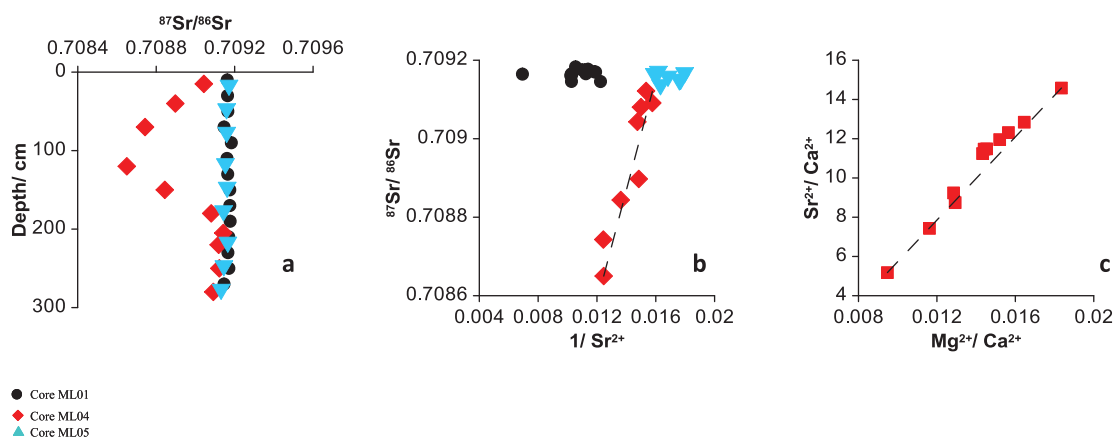 ⁸⁷Sr/⁸⁶Sr
0.7084 0.7088 0.7092 0.7096
0
100
200
300
Depth/ cm
a
0.7092
0.709
0.7088
0.7086
⁸⁷Sr/ ⁸⁶Sr
0.004 0.008 0.012 0.016 0.02
1/ Sr²⁺
b
16
14
12
10
8
6
4
Sr²⁺/ Ca²⁺
0.008 0.012 0.016 0.02
Mg²⁺/ Ca²⁺
c
Core ML01
Core ML04
Core ML05